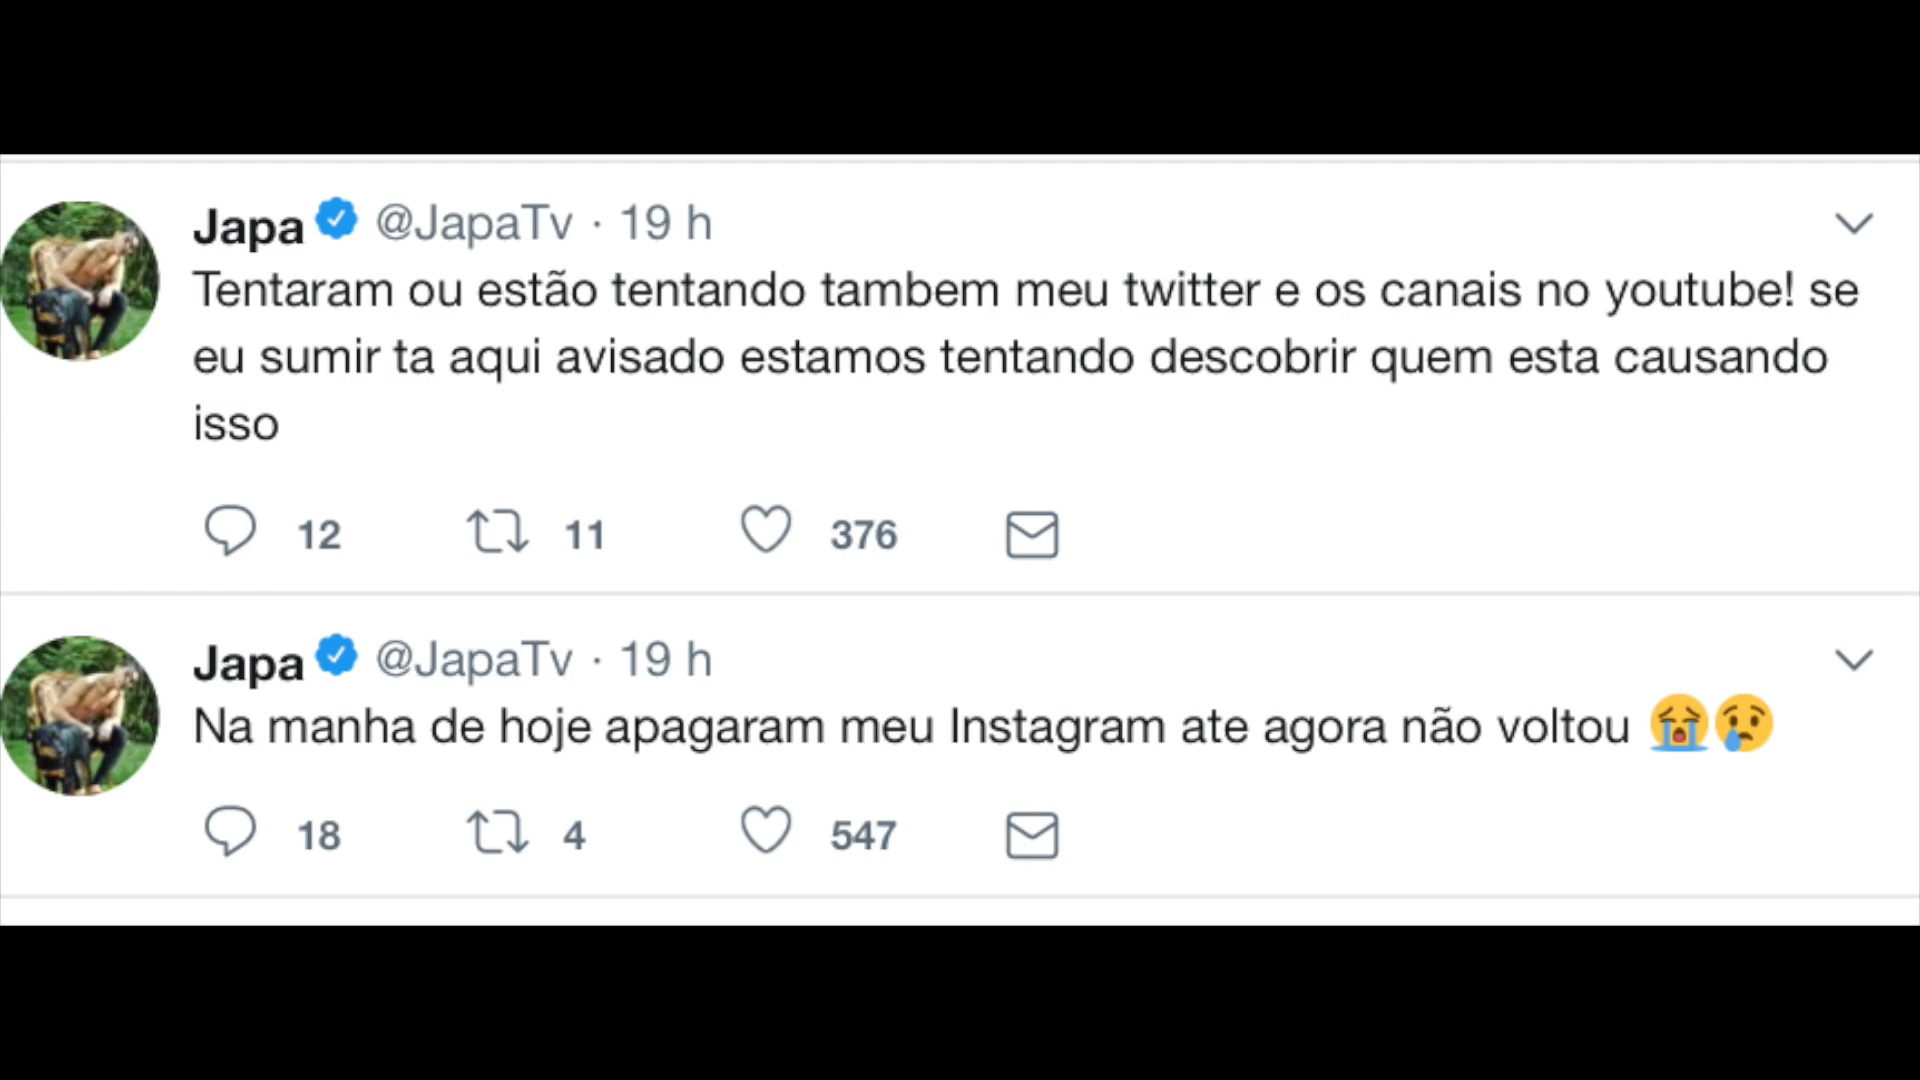 Japa @JapaTv · 19 h
Tentaram ou estão tentando tambem meu twitter e os canais no youtube! se
eu sumir ta aqui avisado estamos tentando descobrir quem esta causando
isso
12 11 376
Japa @JapaTv · 19 h
Na manha de hoje apagaram meu Instagram ate agora não voltou 😭😢
18 4 547